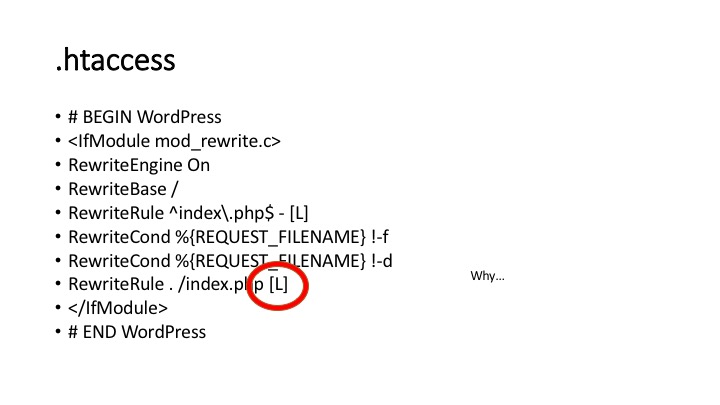 .htaccess
• # BEGIN WordPress
• <IfModule mod_rewrite.c>
• RewriteEngine On
• RewriteBase /
• RewriteRule ^index\.php$ - [L]
• RewriteCond %{REQUEST_FILENAME} !-f
• RewriteCond %{REQUEST_FILENAME} !-d
• RewriteRule . /index.php [L]
Why...
• </IfModule>
• # END WordPress